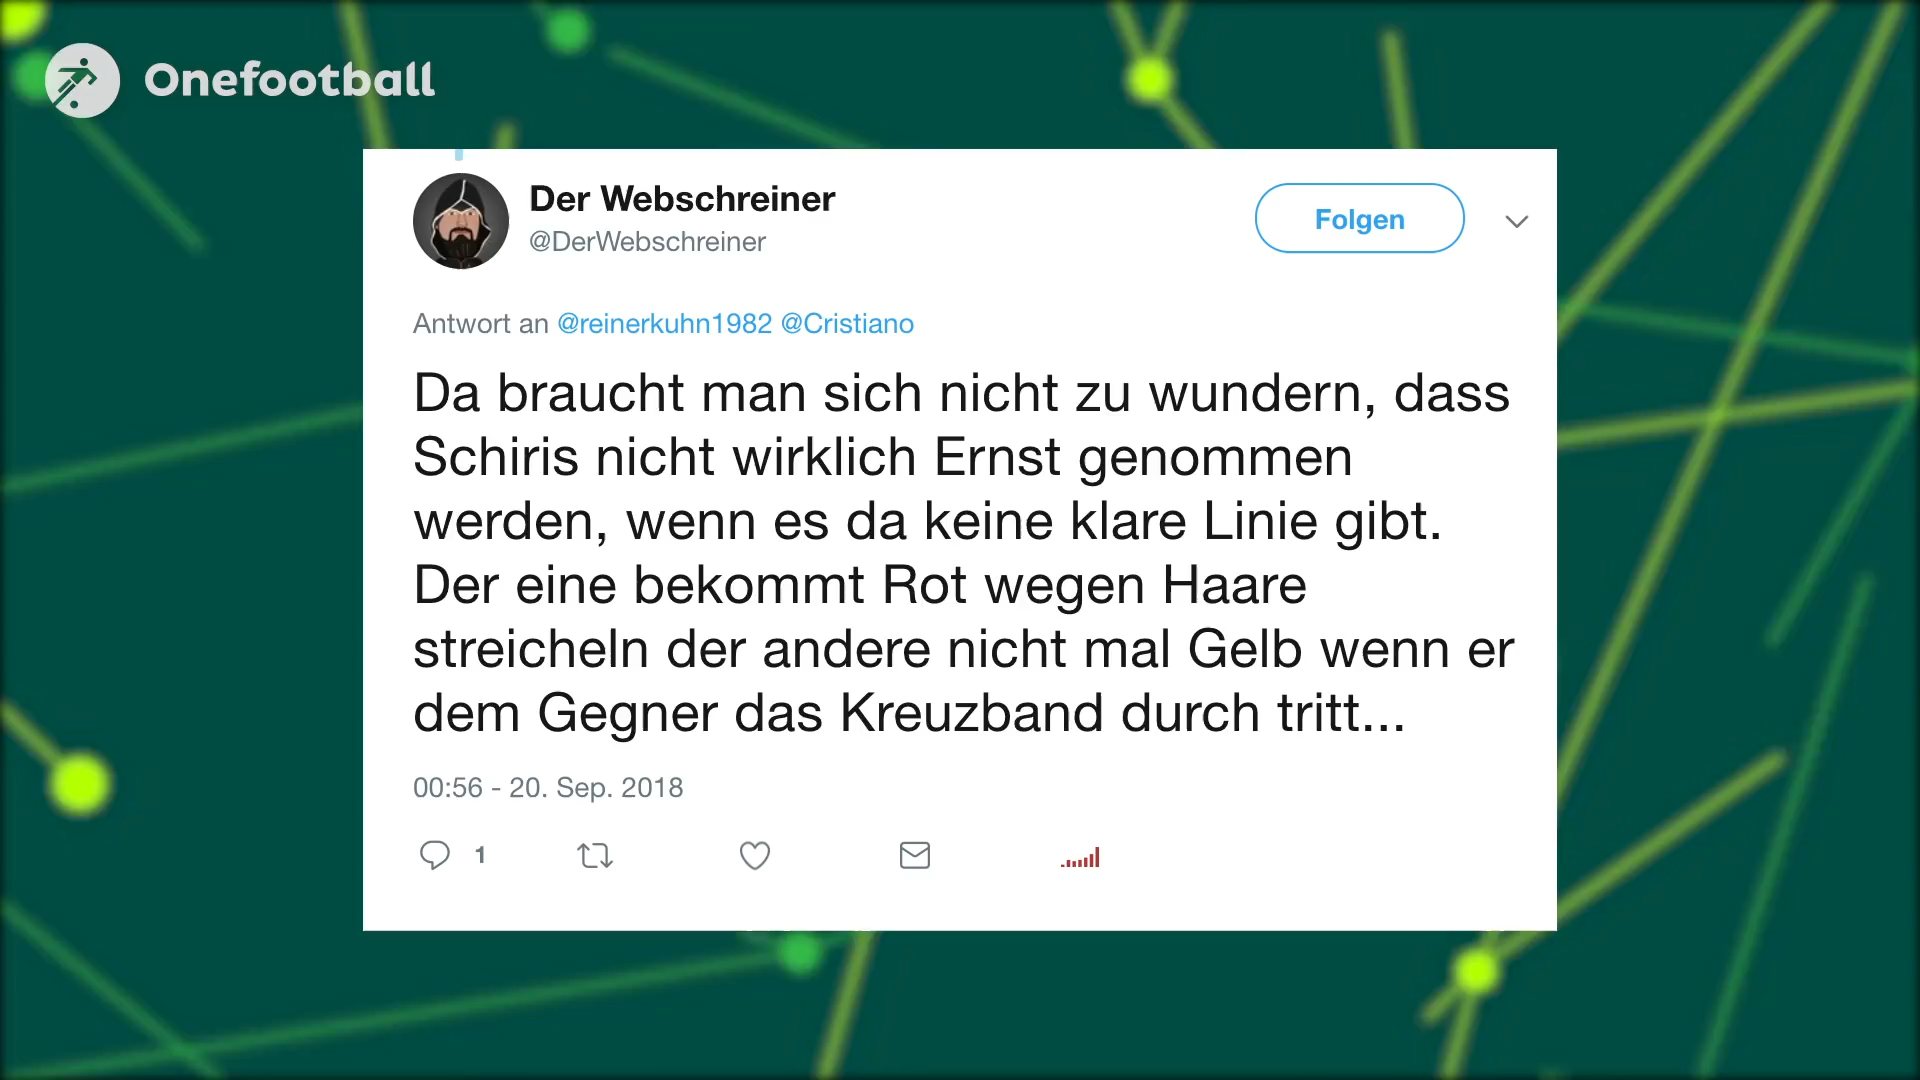 Onefootball
Der Webschreiner
@DerWebschreiner
Folgen
Antwort an @reinerkuhn1982 @Cristiano
Da braucht man sich nicht zu wundern, dass
Schiris nicht wirklich Ernst genommen
werden, wenn es da keine klare Linie gibt.
Der eine bekommt Rot wegen Haare
streicheln der andere nicht mal Gelb wenn er
dem Gegner das Kreuzband durch tritt...
00:56 - 20. Sep. 2018
1